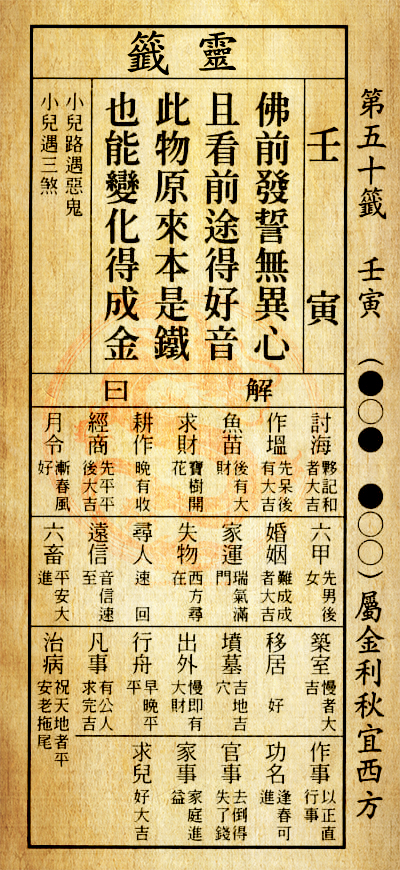 第五十籤 壬寅 (●○● ●○○)屬金利秋宜西方
靈籤
壬寅
佛前發誓無異心
且看前途得好音
此物原來本是鐵
也能變化得成金
小兒路遇惡鬼
小兒遇三煞
解曰
討海 夥記和者大吉
作塭 先呆後有大吉
魚苗 後有大財
求財 寶樹開花
耕作 晚有收
經商 先平平後大吉
月令 漸春風好
六甲 先男後女
婚姻 難成成者大吉
家運 瑞氣滿門
失物 西方尋在
尋人 速回
遠信 音信速至
六畜 平安大進
築室 慢者大吉
移居 好
墳墓 吉地吉穴
出外 慢即有大財
行舟 早晚平平
凡事 有公人求完吉
治病 祝天地者平安老拖尾
作事 以正直行事
功名 逢春可進
官事 去倒得失了錢
家事 家庭進益
求兒 好大吉